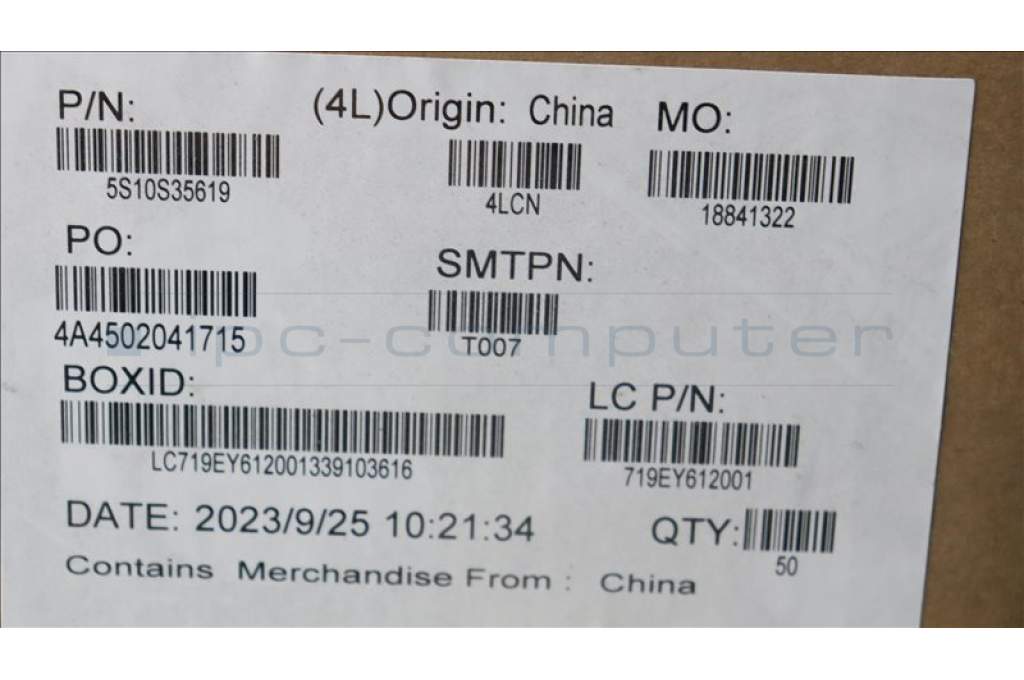 P/N: (4L)Origin: China MO:
5S10S35619 4LCN 18841322
PO: SMTPN:
4A4502041715 T007
ipc-computer
BOXID: LC P/N:
LC719EY612001339103616 719EY612001
DATE: 2023/9/25 10:21:34 QTY:
50
Contains Merchandise From : China